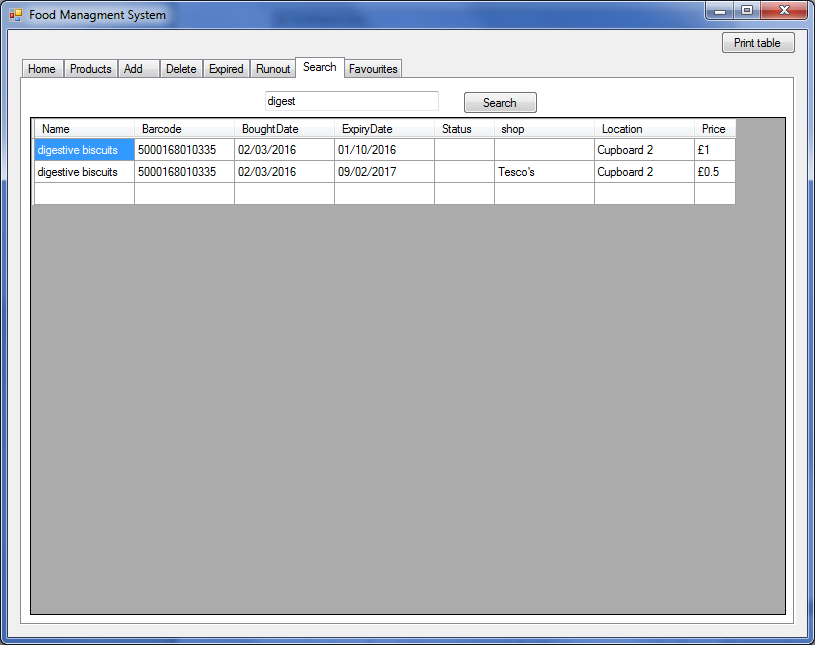 Food Managment System
Print table
Home Products Add Delete Expired Runout Search Favourites
digest Search
Name Barcode BoughtDate ExpiryDate Status shop Location Price
digestive biscuits 5000168010335 02/03/2016 01/10/2016 Cupboard 2 £1
digestive biscuits 5000168010335 02/03/2016 09/02/2017 Tesco's Cupboard 2 £0.5